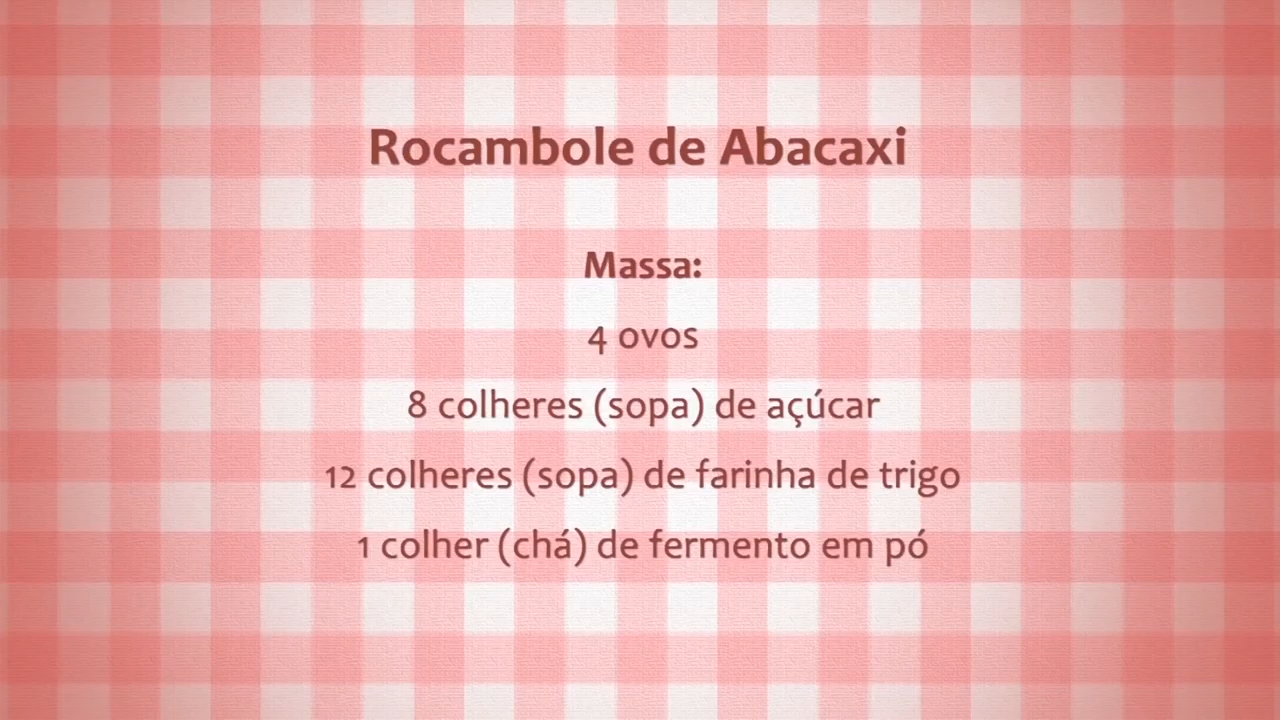 Rocambole de Abacaxi
Massa:
4 ovos
8 colheres (sopa) de açúcar
12 colheres (sopa) de farinha de trigo
1 colher (chá) de fermento em pó